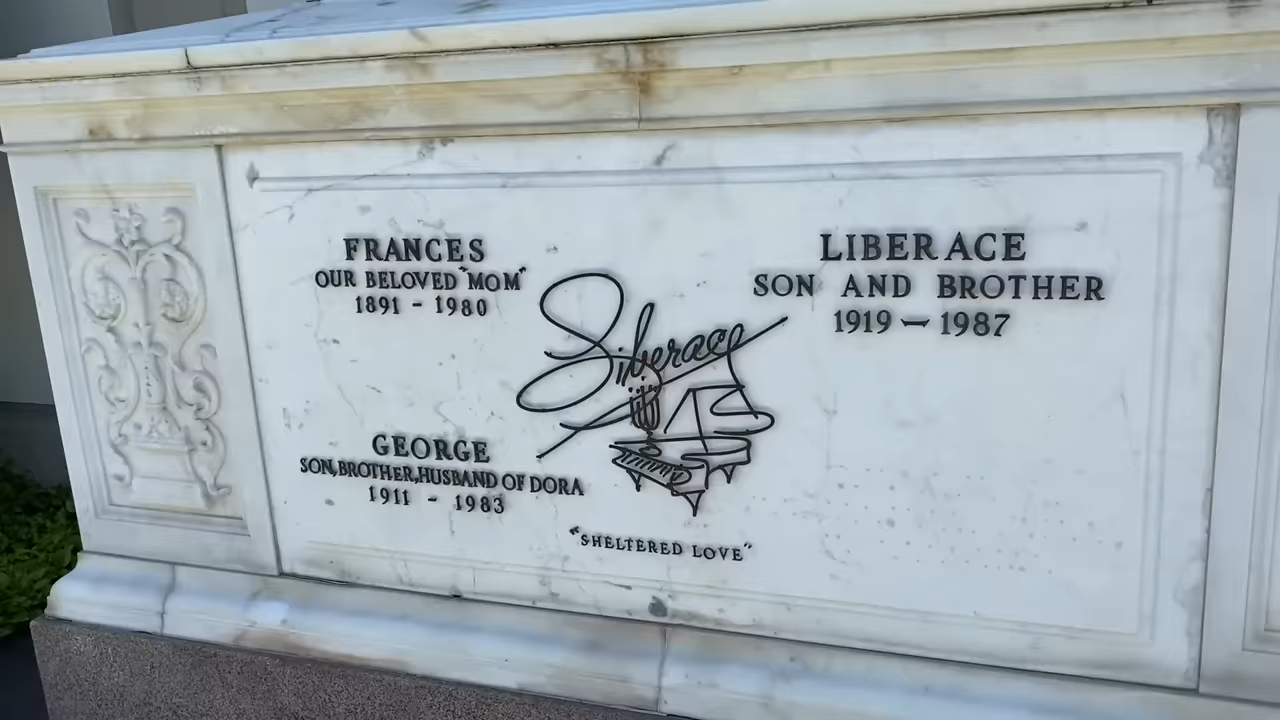 FRANCES
OUR BELOVED "MOM"
1891 - 1980
LIBERACE
SON AND BROTHER
1919 - 1987
Liberace
GEORGE
SON, BROTHER, HUSBAND OF DORA
1911 - 1983
"SHELTERED LOVE"